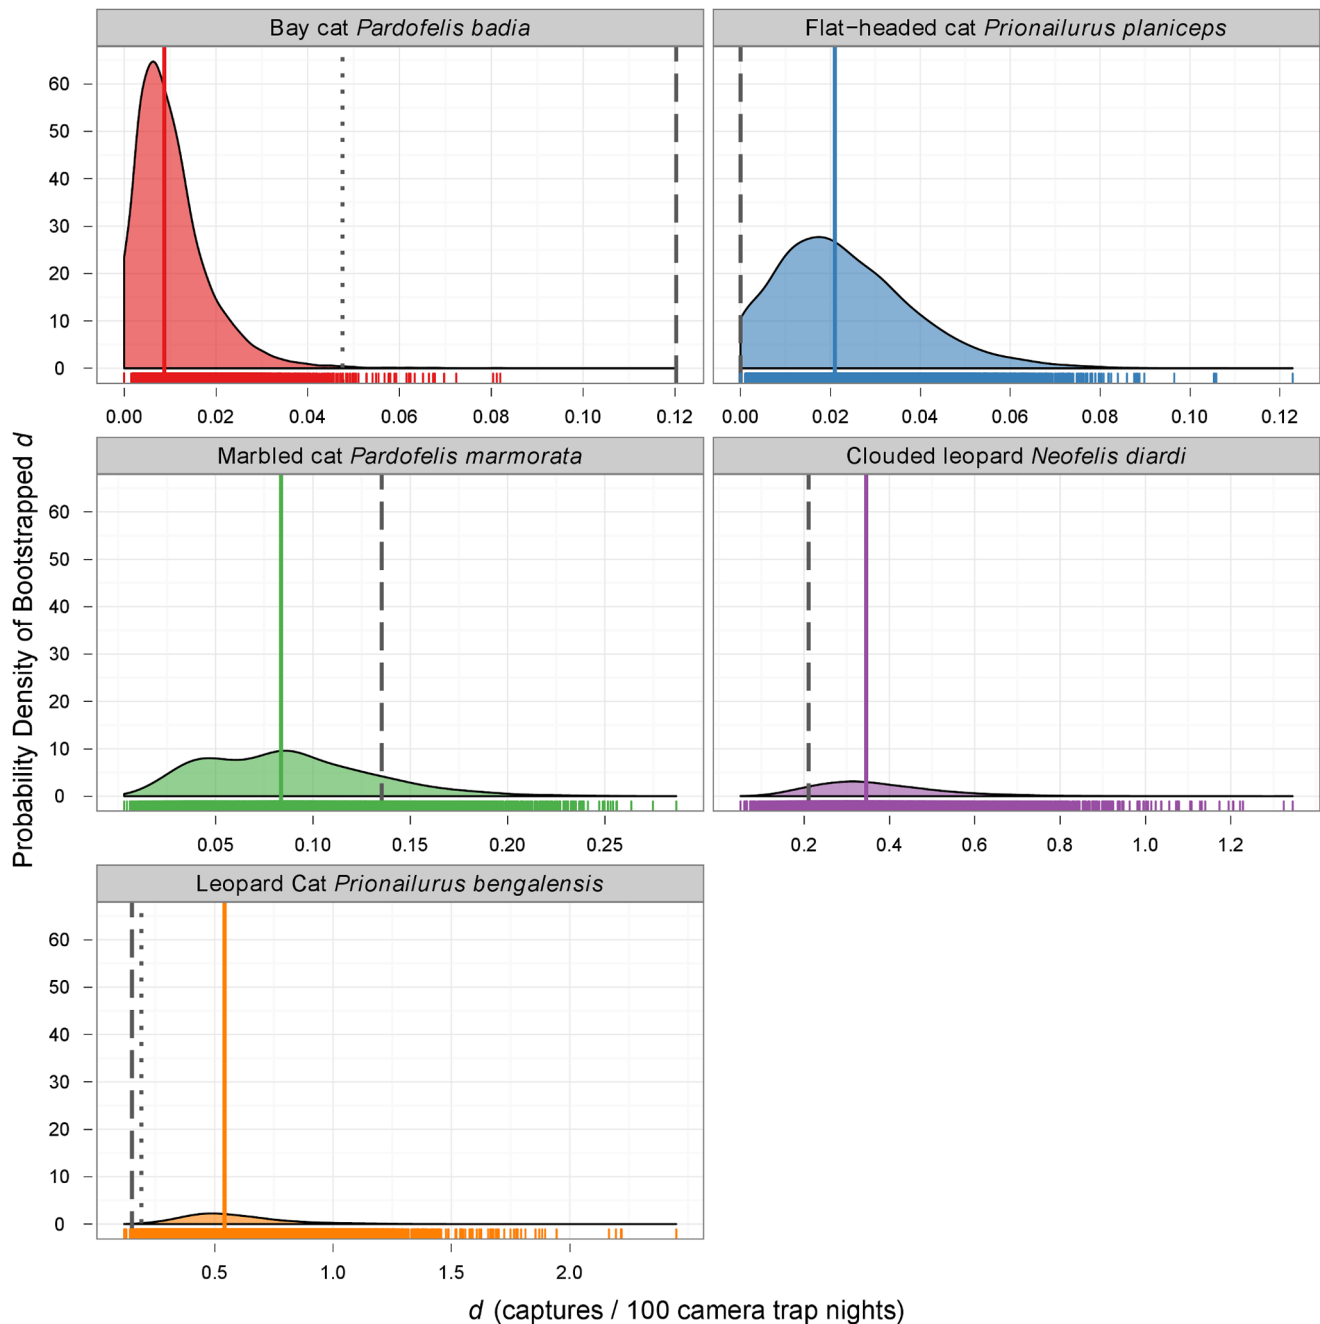 Bay cat Pardofelis badia
Flat−headed cat Prionailurus planiceps
60
50
40
30
20
10
0
0.00 0.02 0.04 0.06 0.08 0.10 0.12
0.00 0.02 0.04 0.06 0.08 0.10 0.12
Marbled cat Pardofelis marmorata
Clouded leopard Neofelis diardi
60
50
40
30
20
10
0
0.05 0.10 0.15 0.20 0.25
0.2 0.4 0.6 0.8 1.0 1.2
Leopard Cat Prionailurus bengalensis
60
50
40
30
20
10
0
0.5 1.0 1.5 2.0
Probability Density of Bootstrapped d
d (captures / 100 camera trap nights)